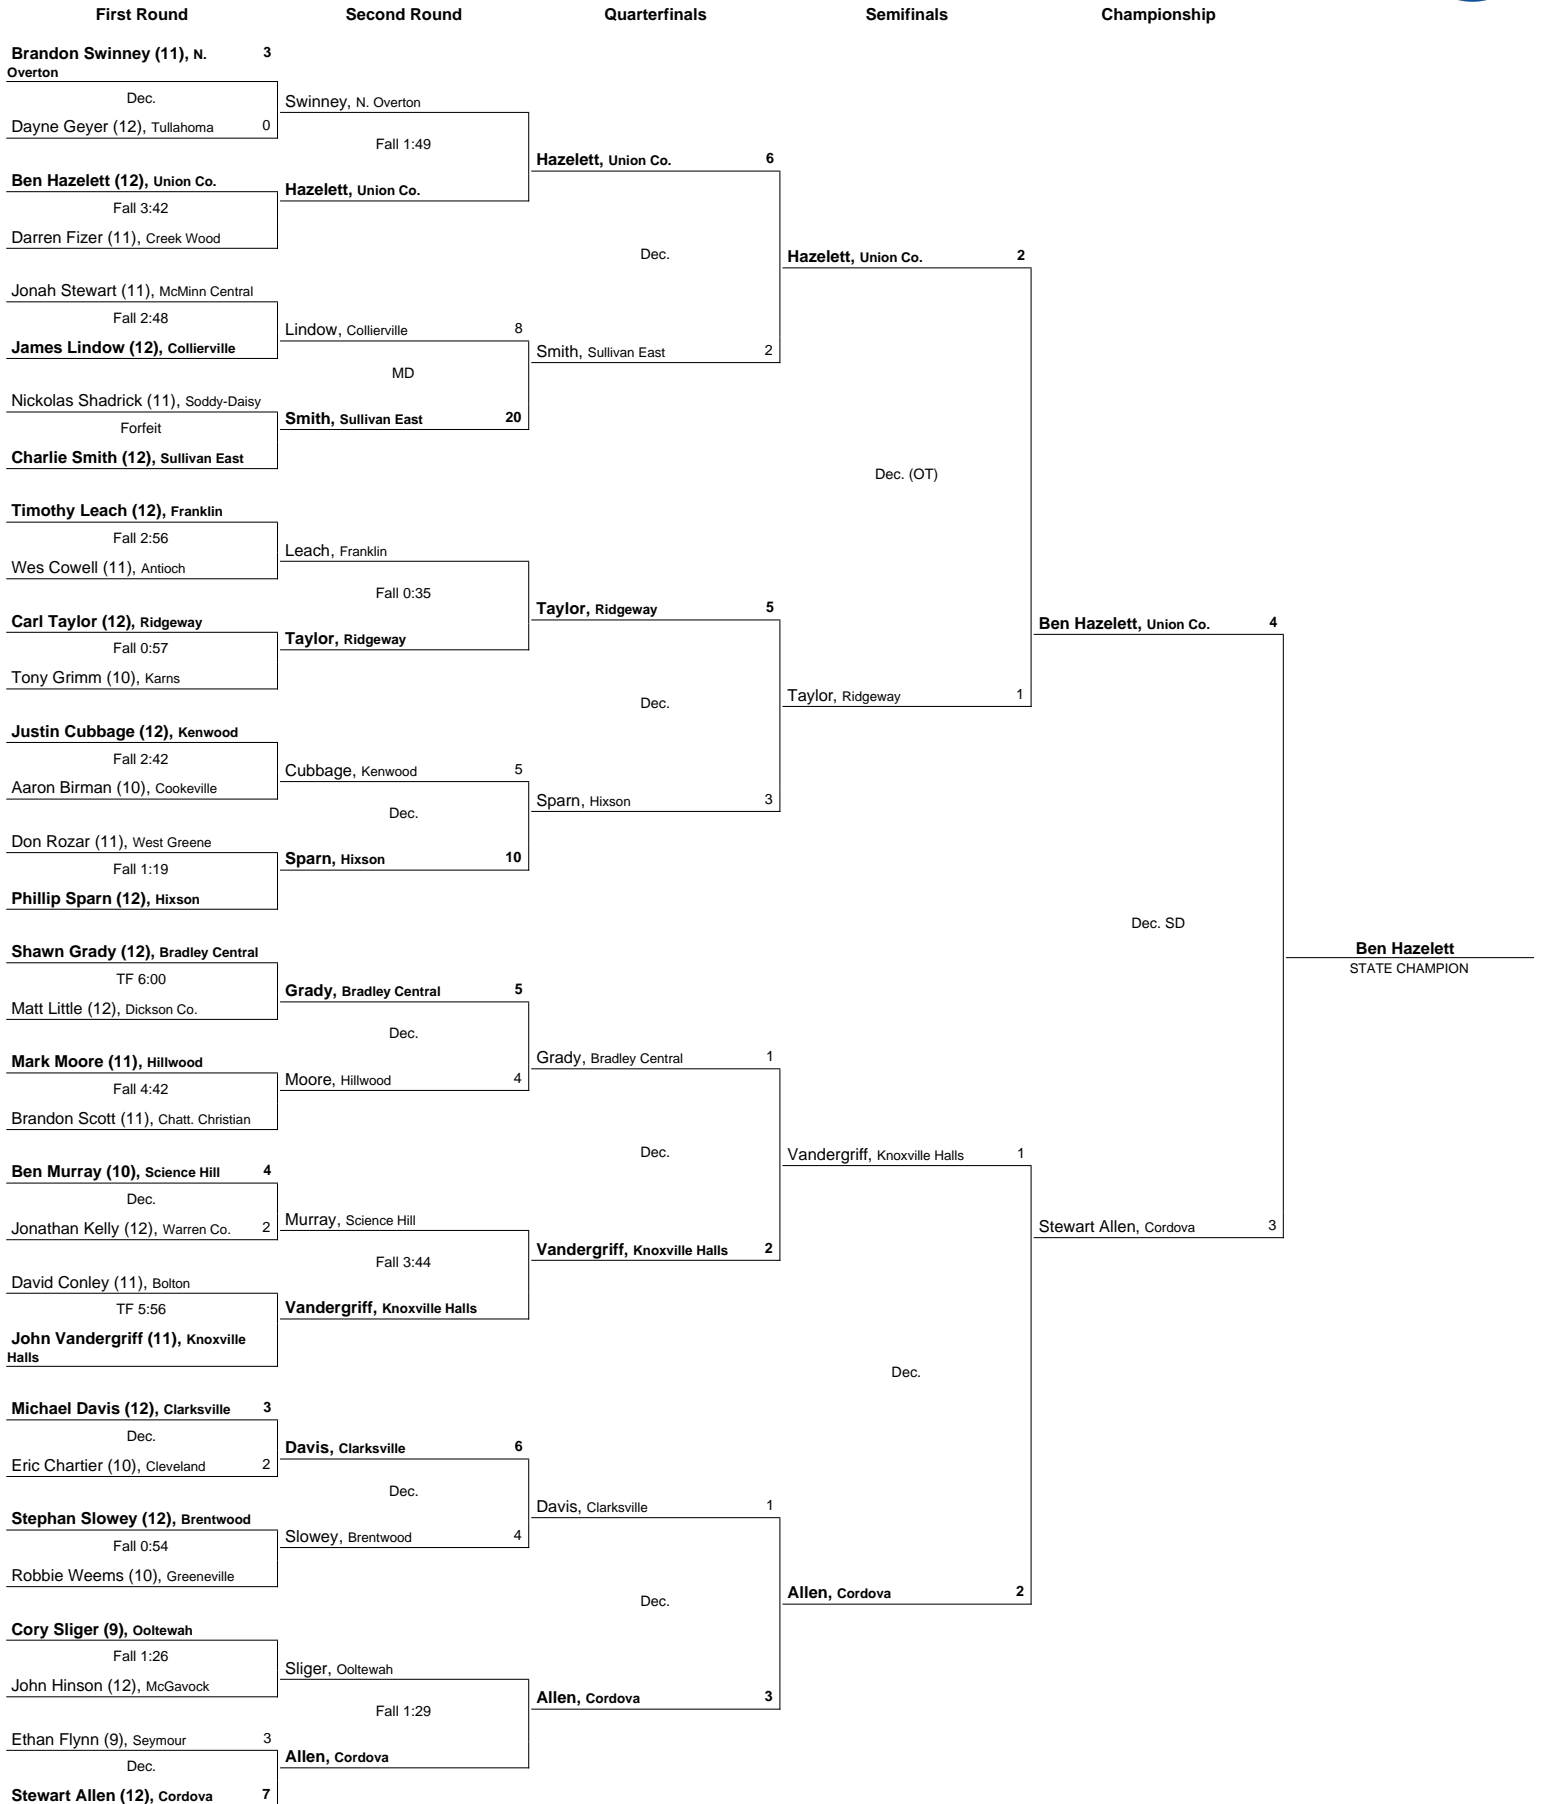 First Round
Second Round
Quarterfinals
Semifinals
Championship
Brandon Swinney (11), N. Overton 3
Dec.
Dayne Geyer (12), Tullahoma 0
Ben Hazelett (12), Union Co.
Fall 3:42
Darren Fizer (11), Creek Wood
Jonah Stewart (11), McMinn Central
Fall 2:48
James Lindow (12), Collierville
Nickolas Shadrick (11), Soddy-Daisy
Forfeit
Charlie Smith (12), Sullivan East
Timothy Leach (12), Franklin
Fall 2:56
Wes Cowell (11), Antioch
Carl Taylor (12), Ridgeway
Fall 0:57
Tony Grimm (10), Karns
Justin Cubbage (12), Kenwood
Fall 2:42
Aaron Birman (10), Cookeville
Don Rozar (11), West Greene
Fall 1:19
Phillip Sparn (12), Hixson
Shawn Grady (12), Bradley Central
TF 6:00
Matt Little (12), Dickson Co.
Mark Moore (11), Hillwood
Fall 4:42
Brandon Scott (11), Chatt. Christian
Ben Murray (10), Science Hill 4
Dec.
Jonathan Kelly (12), Warren Co. 2
David Conley (11), Bolton
TF 5:56
John Vandergriff (11), Knoxville Halls
Michael Davis (12), Clarksville 3
Dec.
Eric Chartier (10), Cleveland 2
Stephan Slowey (12), Brentwood
Fall 0:54
Robbie Weems (10), Greeneville
Cory Sliger (9), Ooltewah
Fall 1:26
John Hinson (12), McGavock
Ethan Flynn (9), Seymour 3
Dec.
Stewart Allen (12), Cordova 7
Swinney, N. Overton
Fall 1:49
Hazelett, Union Co.
Lindow, Collierville 8
MD
Smith, Sullivan East 20
Leach, Franklin
Fall 0:35
Taylor, Ridgeway
Cubbage, Kenwood 5
Dec.
Sparn, Hixson 10
Grady, Bradley Central 5
Dec.
Moore, Hillwood 4
Murray, Science Hill
Fall 3:44
Vandergriff, Knoxville Halls
Davis, Clarksville 6
Dec.
Slowey, Brentwood 4
Sliger, Ooltewah
Fall 1:29
Allen, Cordova
Hazelett, Union Co. 6
Dec.
Smith, Sullivan East 2
Taylor, Ridgeway 5
Dec.
Sparn, Hixson 3
Grady, Bradley Central 1
Dec.
Vandergriff, Knoxville Halls 2
Davis, Clarksville 1
Dec.
Allen, Cordova 3
Hazelett, Union Co. 2
Dec. (OT)
Taylor, Ridgeway 1
Vandergriff, Knoxville Halls 1
Dec.
Allen, Cordova 2
Ben Hazelett, Union Co. 4
Dec. SD
Stewart Allen, Cordova 3
Ben Hazelett
STATE CHAMPION